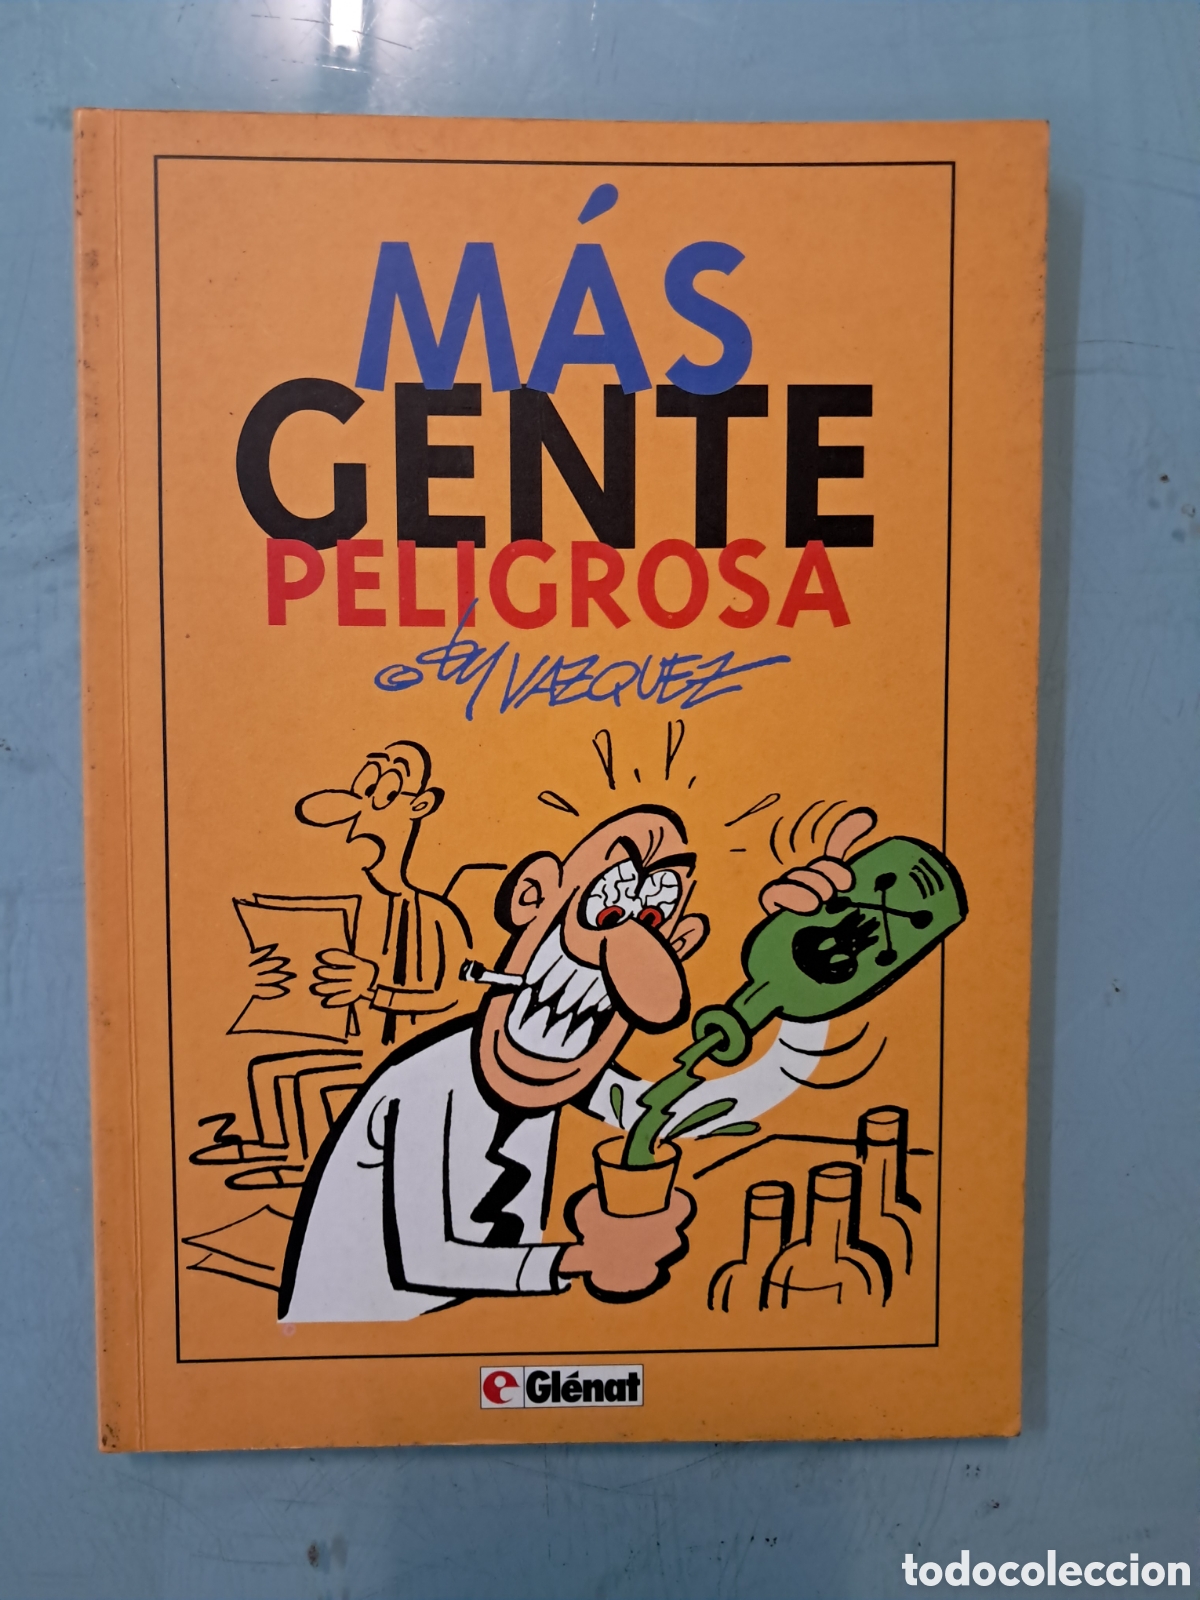 MÁS
GENTE
PELIGROSA
© by VAZQUEZ
Glénat
todocoleccion